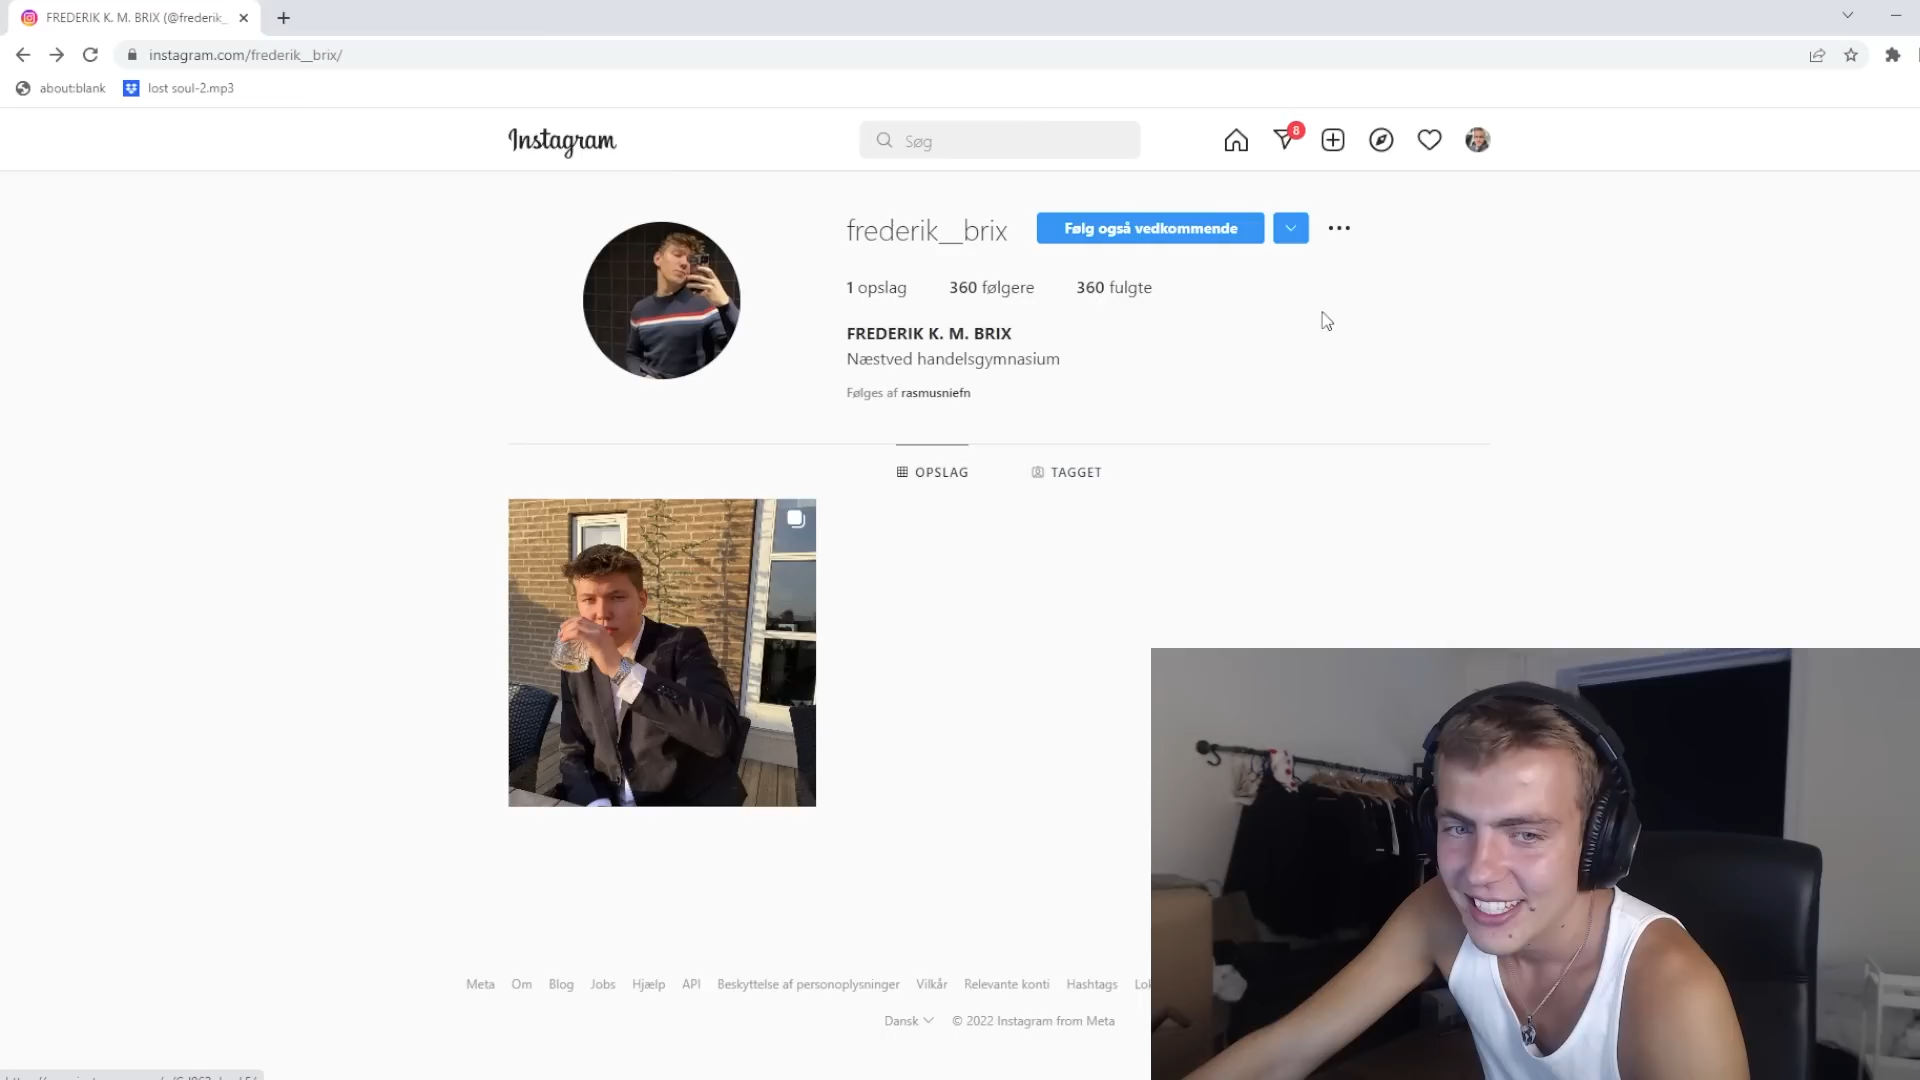 FREDERIK K. M. BRIX (@frederik_
instagram.com/frederik__brix/
about:blank
lost soul-2.mp3
Instagram
Søg
8
frederik__brix
Følg også vedkommende
1 opslag 360 følgere 360 fulgte
FREDERIK K. M. BRIX
Næstved handelsgymnasium
Følges af rasmusniefn
OPSLAG TAGGET
Meta Om Blog Jobs Hjælp API Beskyttelse af personoplysninger Vilkår Relevante konti Hashtags Lok
Dansk © 2022 Instagram from Meta